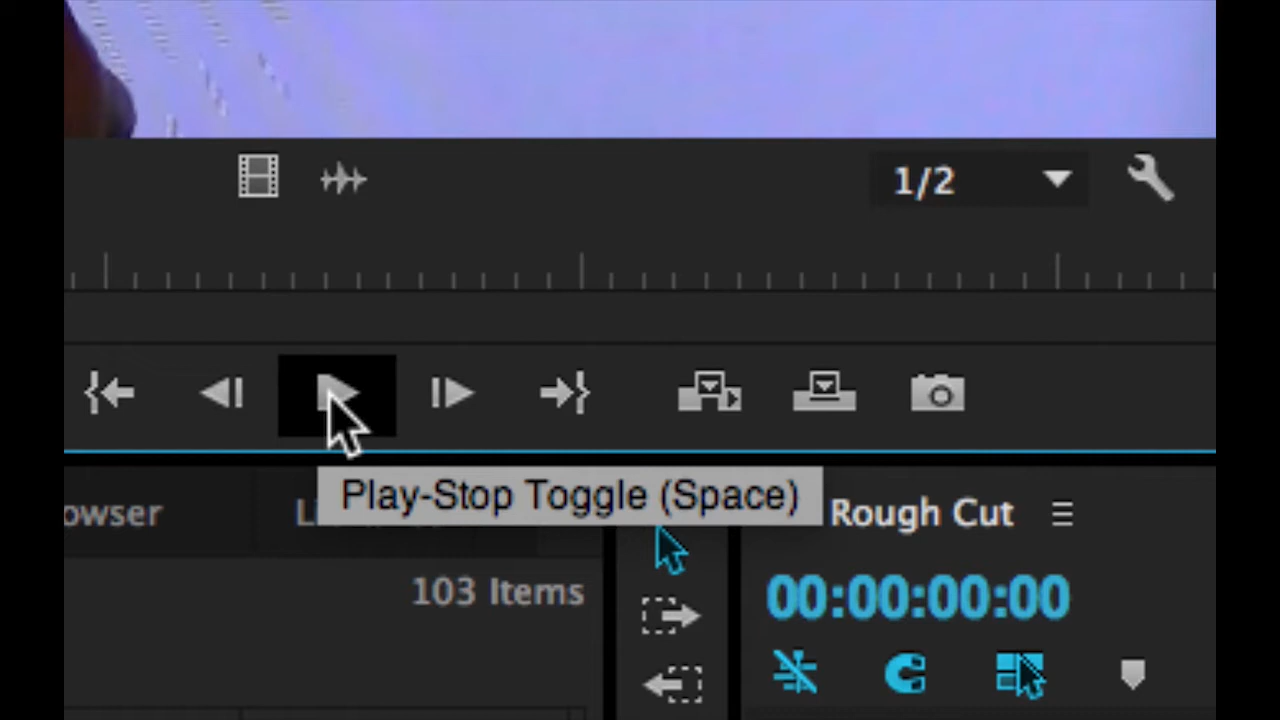 1/2
Play-Stop Toggle (Space)
owser
Rough Cut
103 Items
00:00:00:00